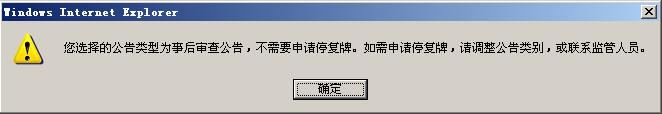 Windows Internet Explorer
您选择的公告类型为事后审查公告，不需要申请停复牌。如需申请停复牌，请调整公告类别，或联系监管人员。
确定